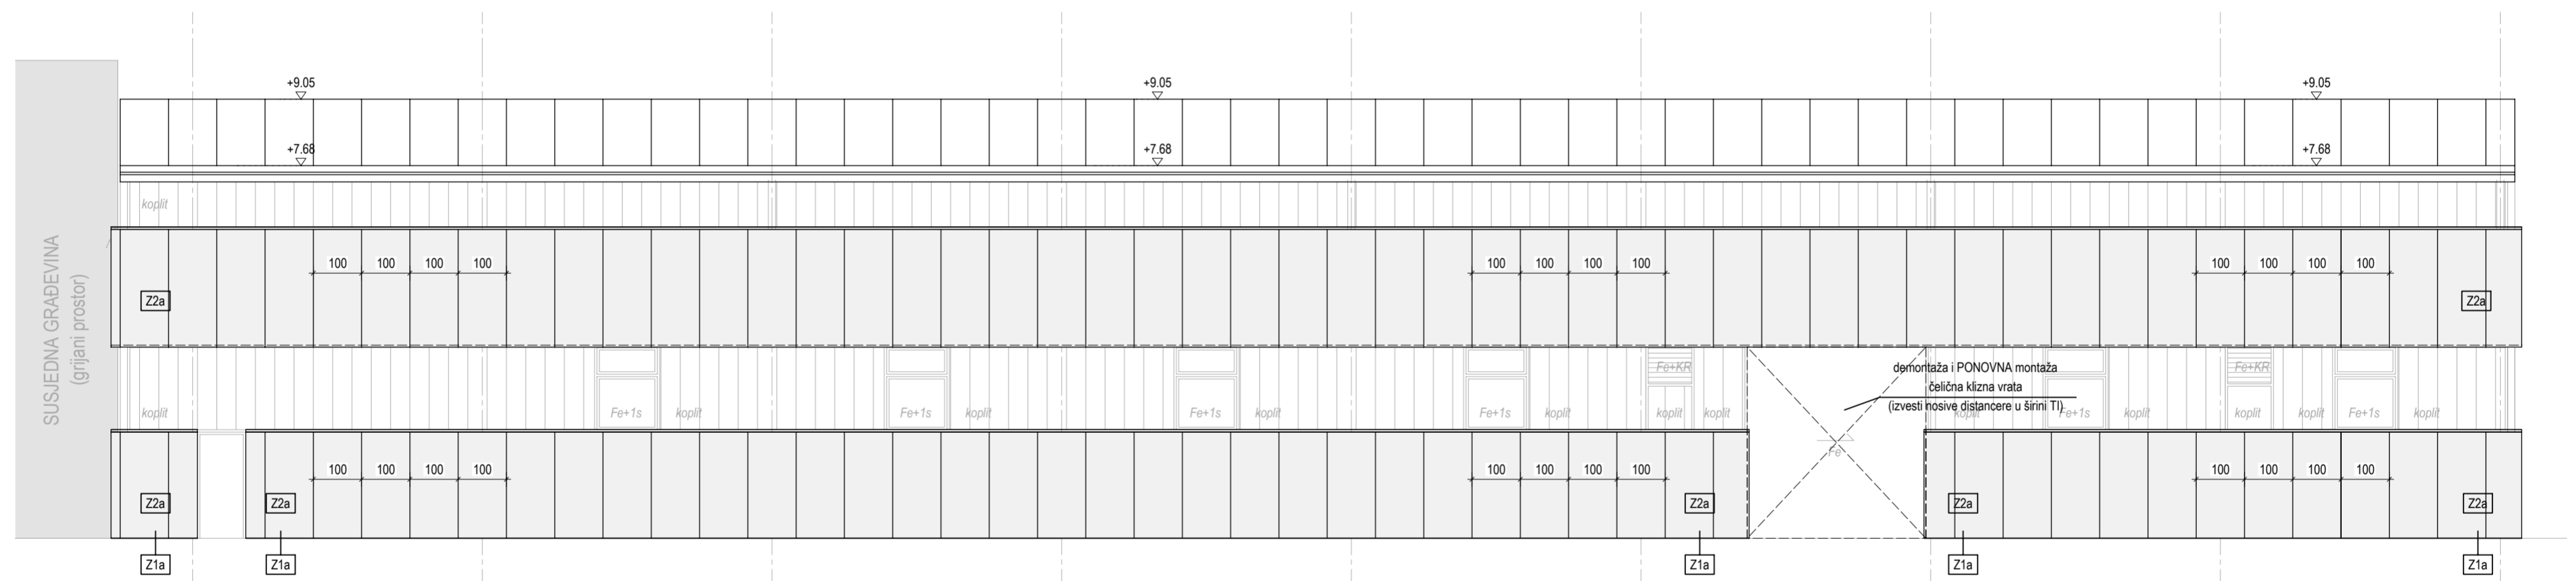 +9.05
+9.05
+9.05
+7.68
+7.68
+7.68
koplit
SUSJEDNA GRAĐEVINA
(grijani prostor)
100 100 100 100
100 100 100 100
100 100 100 100
Z2a
Z2a
Fe+KR
Fe+KR
demontaža i PONOVNA montaža
čelična klizna vrata
(izvesti nosive distancere u širini TI)
koplit
Fe+1s
koplit
Fe+1s
koplit
Fe+1s
koplit
Fe+1s
koplit
koplit
koplit
koplit
Fe+1s
koplit
koplit
koplit
Fe+1s
koplit
Fe
100 100 100 100
100 100 100 100
100 100 100 100
Z2a
Z2a
Z2a
Z2a
Z2a
Z1a
Z1a
Z1a
Z1a
Z1a